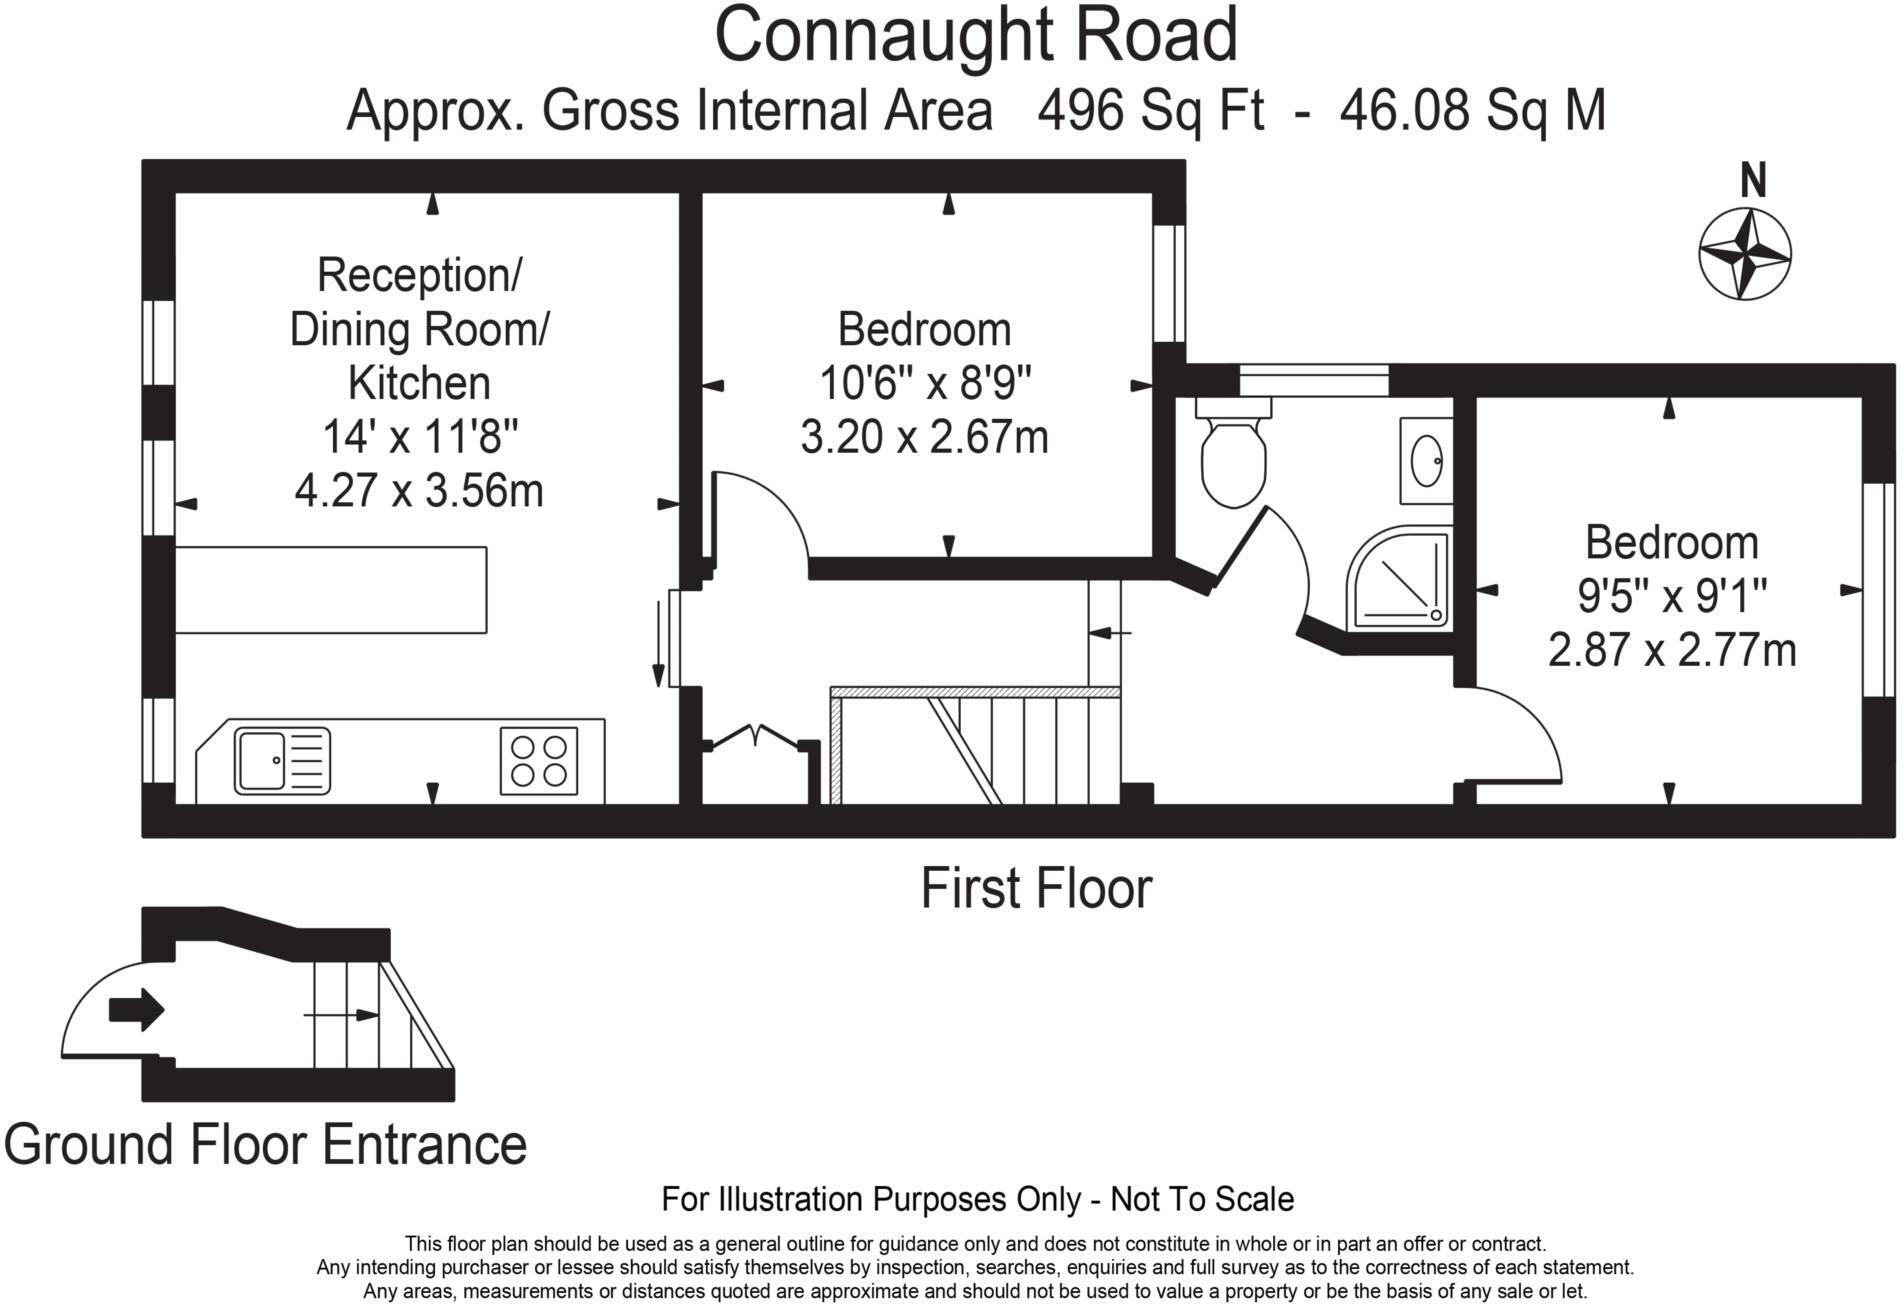 Connaught Road
Approx. Gross Internal Area 496 Sq Ft - 46.08 Sq M
N
Reception/
Dining Room/
Kitchen
14' x 11'8"
4.27 x 3.56m
Bedroom
10'6" x 8'9"
3.20 x 2.67m
Bedroom
9'5" x 9'1"
2.87 x 2.77m
First Floor
Ground Floor Entrance
For Illustration Purposes Only - Not To Scale
This floor plan should be used as a general outline for guidance only and does not constitute in whole or in part an offer or contract.
Any intending purchaser or lessee should satisfy themselves by inspection, searches, enquiries and full survey as to the correctness of each statement.
Any areas, measurements or distances quoted are approximate and should not be used to value a property or be the basis of any sale or let.